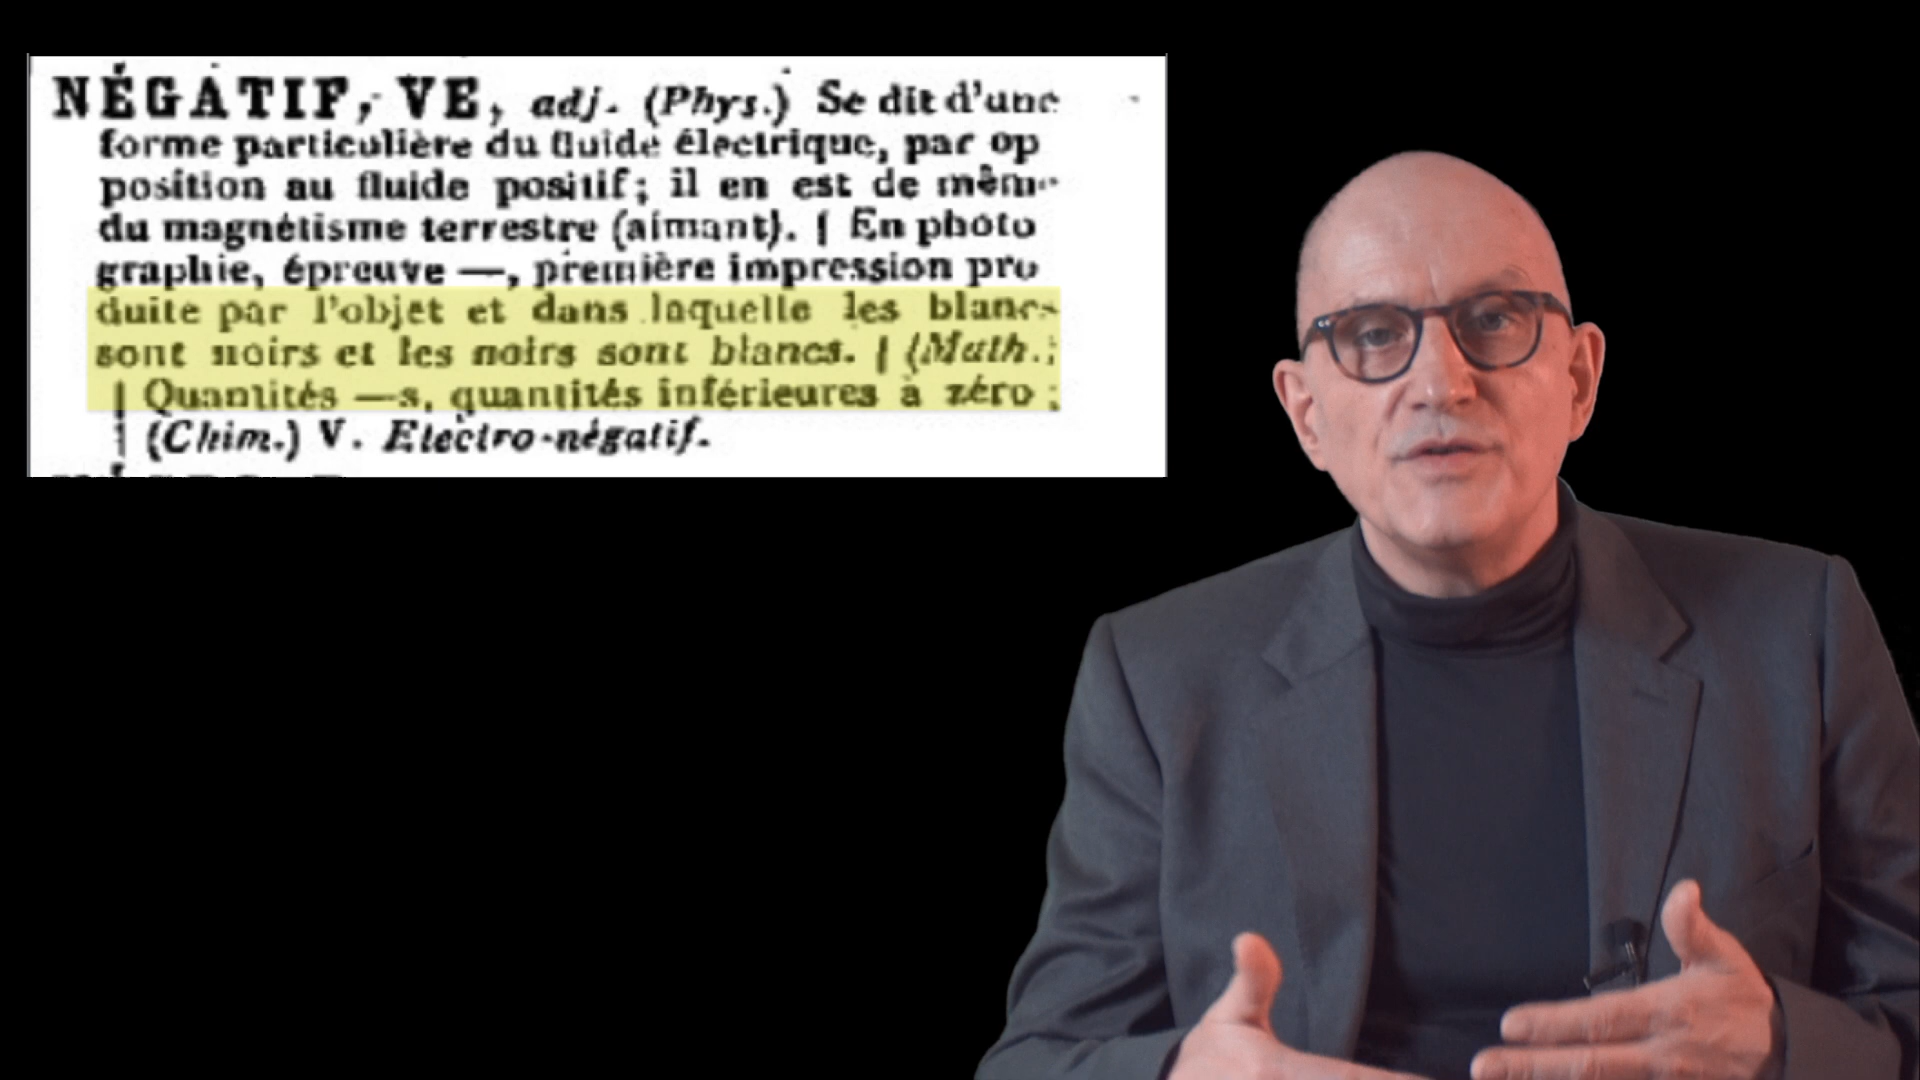 NÉGATIF, VE, adj. (Phys.) Se dit d'une
forme particulière du fluide électrique, par op
position au fluide positif; il en est de mêm
du magnétisme terrestre (aimant). | En photo
graphie, épreuve —, première impression pro
duite par l'objet et dans laquelle les blancs
sont noirs et les noirs sont blancs. | (Math.)
| Quantités —s, quantités inférieures à zéro;
| (Chim.) V. Electro-négatif.